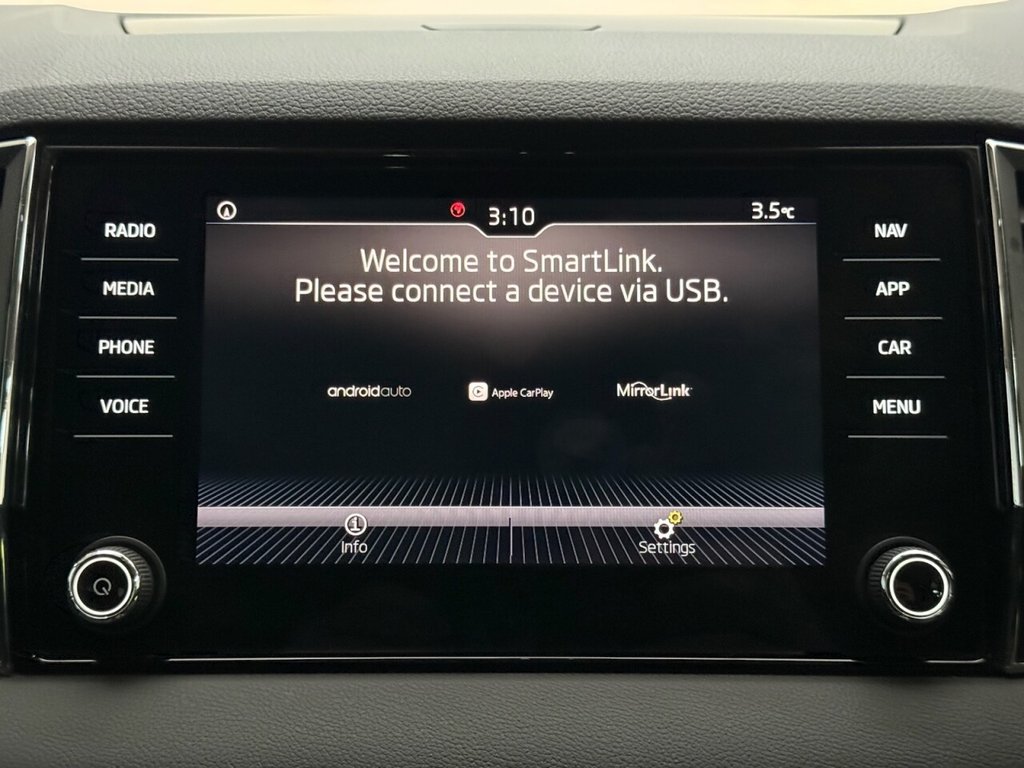 RADIO
MEDIA
PHONE
VOICE
3:10
3.5°C
Welcome to SmartLink.
Please connect a device via USB.
androidauto
Apple CarPlay
MirrorLink
Info
Settings
NAV
APP
CAR
MENU